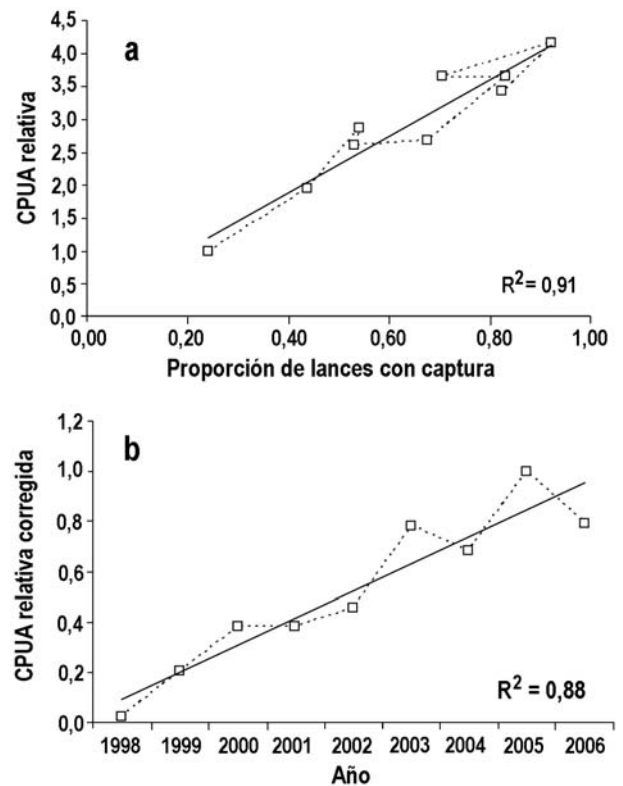 a
CPUA relativa
4,5
4,0
3,5
3,0
2,5
2,0
1,0
5,5
0,0
R² = 0,91
0,00 0,20 0,40 0,60 0,80 1,00
Proporción de lances con captura
b
CPUA relativa corregida
1,2
1,0
0,8
0,6
0,4
0,2
0,0
R² = 0,88
1998 1999 2000 2001 2002 2003 2004 2005 2006
Año